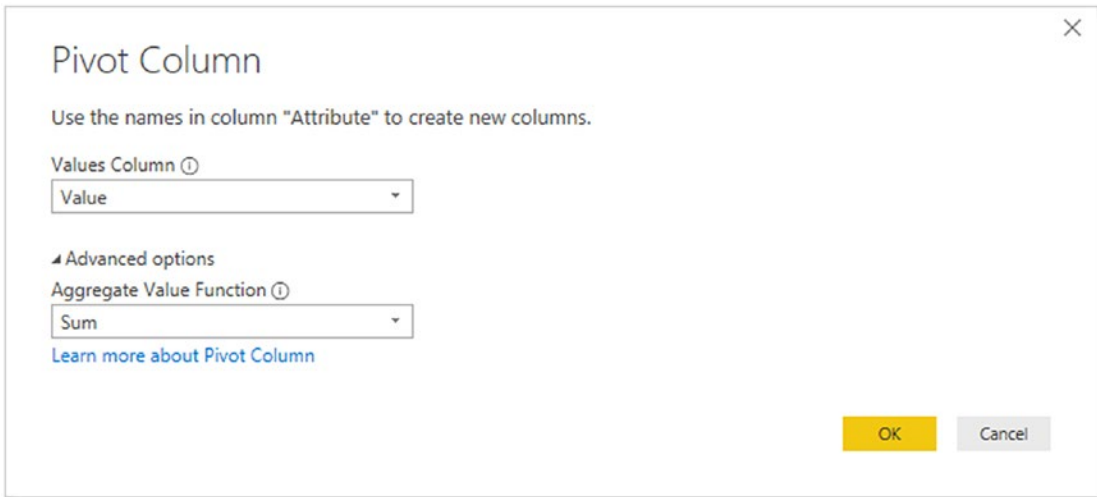 Pivot Column
Use the names in column "Attribute" to create new columns.
Values Column
Value
Advanced options
Aggregate Value Function
Sum
Learn more about Pivot Column
OK
Cancel